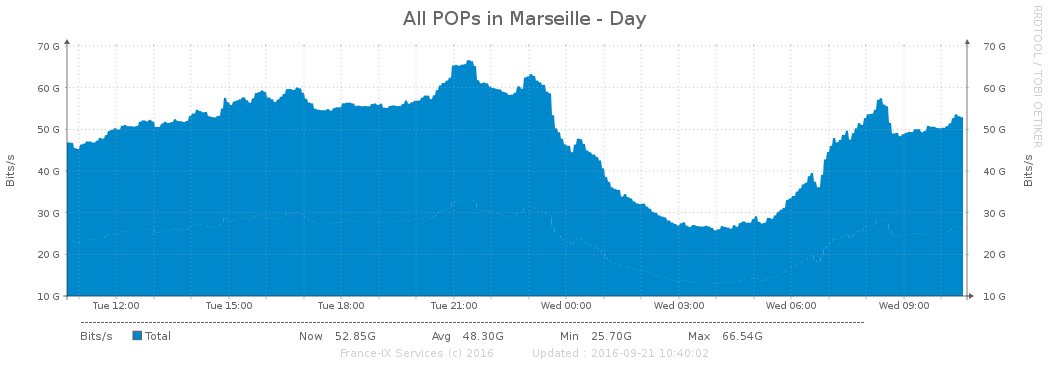 All POPs in Marseille - Day
RRDTOOL / TOBI OETIKER
Bits/s
70 G 70 G
60 G 60 G
50 G 50 G
40 G 40 G
30 G 30 G
20 G 20 G
10 G 10 G
Bits/s
Tue 12:00 Tue 15:00 Tue 18:00 Tue 21:00 Wed 00:00 Wed 03:00 Wed 06:00 Wed 09:00
Bits/s Total Now 52.85G Avg 48.30G Min 25.70G Max 66.54G
France-IX Services (c) 2016 Updated : 2016-09-21 10:40:02